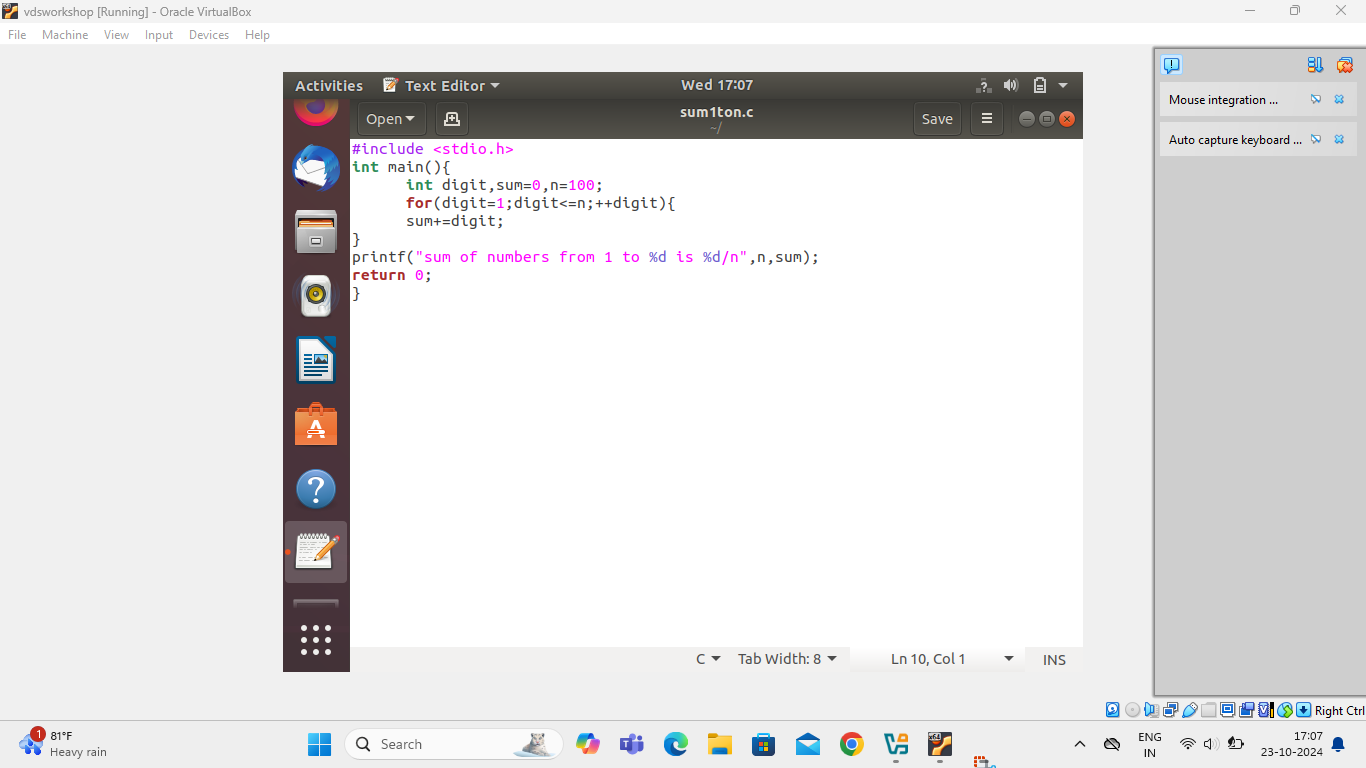 vdsworkshop [Running] - Oracle VirtualBox
File Machine View Input Devices Help
Activities Text Editor Wed 17:07
Open sum1ton.c Save
~/
#include <stdio.h>
int main(){
int digit,sum=0,n=100;
for(digit=1;digit<=n;++digit){
sum+=digit;
}
printf("sum of numbers from 1 to %d is %d/n",n,sum);
return 0;
}
C Tab Width: 8 Ln 10, Col 1 INS
Mouse integration ...
Auto capture keyboard ...
Right Ctrl
1 81°F
Heavy rain
Search
ENG
IN
17:07
23-10-2024